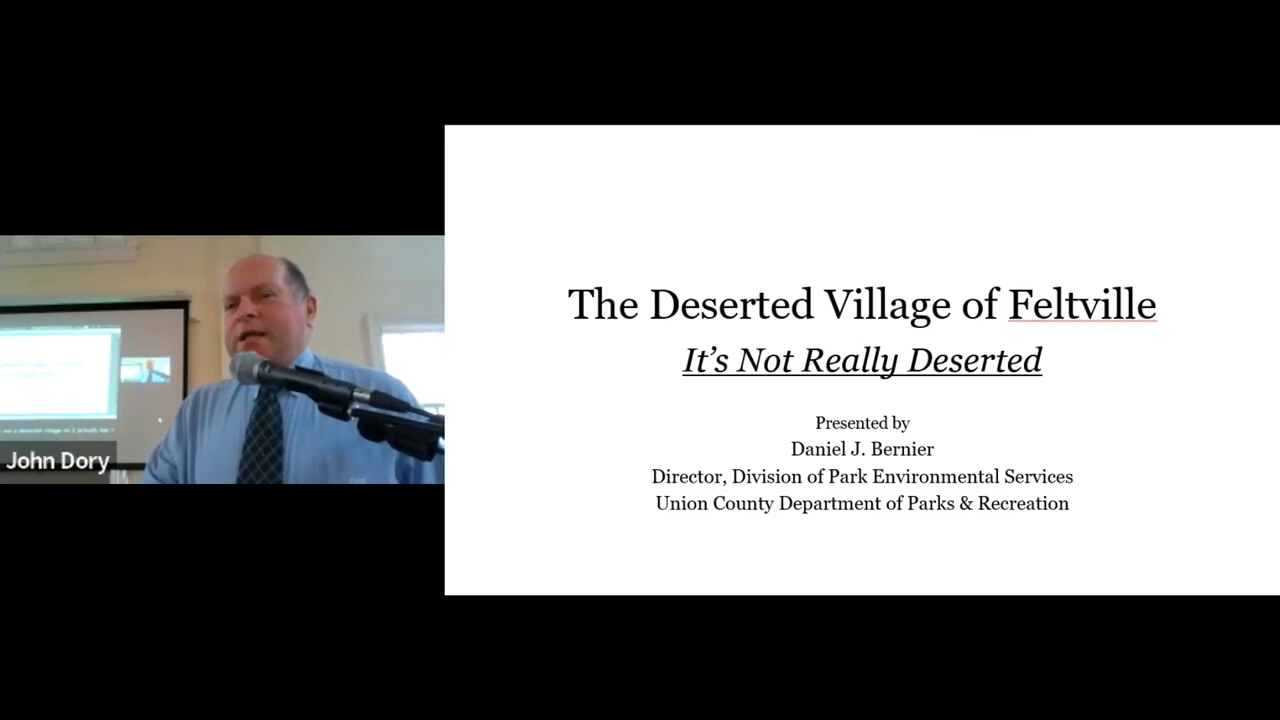 The Deserted Village of Feltville
It's Not Really Deserted
Presented by
Daniel J. Bernier
Director, Division of Park Environmental Services
Union County Department of Parks & Recreation
John Dory